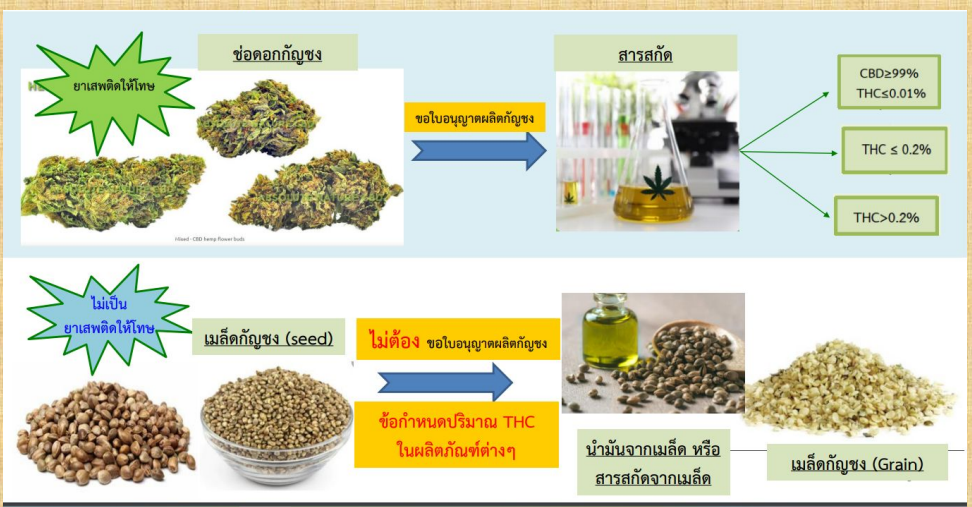 ยาเสพติดให้โทษ
ช่อดอกกัญชง
Mixed - CBD hemp flower buds
ขอใบอนุญาตผลิตกัญชง
สารสกัด
CBD≥99%
THC≤0.01%
THC ≤ 0.2%
THC>0.2%
ไม่เป็น
ยาเสพติดให้โทษ
เมล็ดกัญชง (seed)
ไม่ต้อง ขอใบอนุญาตผลิตกัญชง
ข้อกำหนดปริมาณ THC
ในผลิตภัณฑ์ต่างๆ
น้ำมันจากเมล็ด หรือ
สารสกัดจากเมล็ด
เมล็ดกัญชง (Grain)